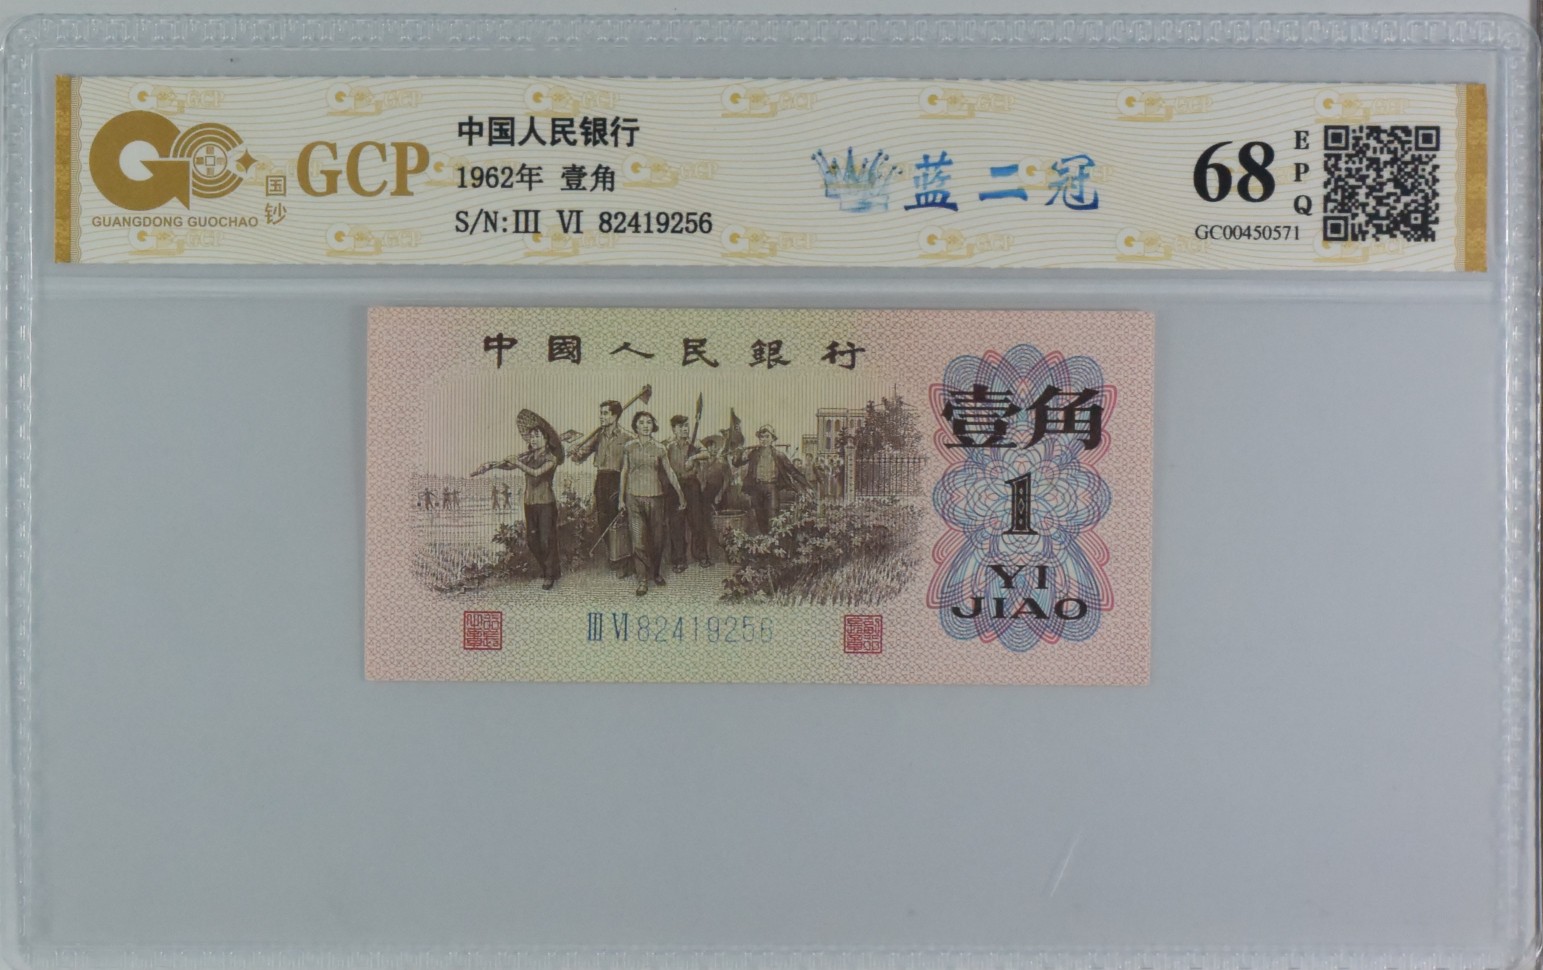 GCP
国钞
GUANGDONG GUOCHAO
中国人民银行
1962年 壹角
S/N:Ⅲ Ⅵ 82419256
蓝二冠
68
EPQ
GC00450571
中國人民銀行
壹角
1
YI
JIAO
Ⅲ Ⅵ 82419256